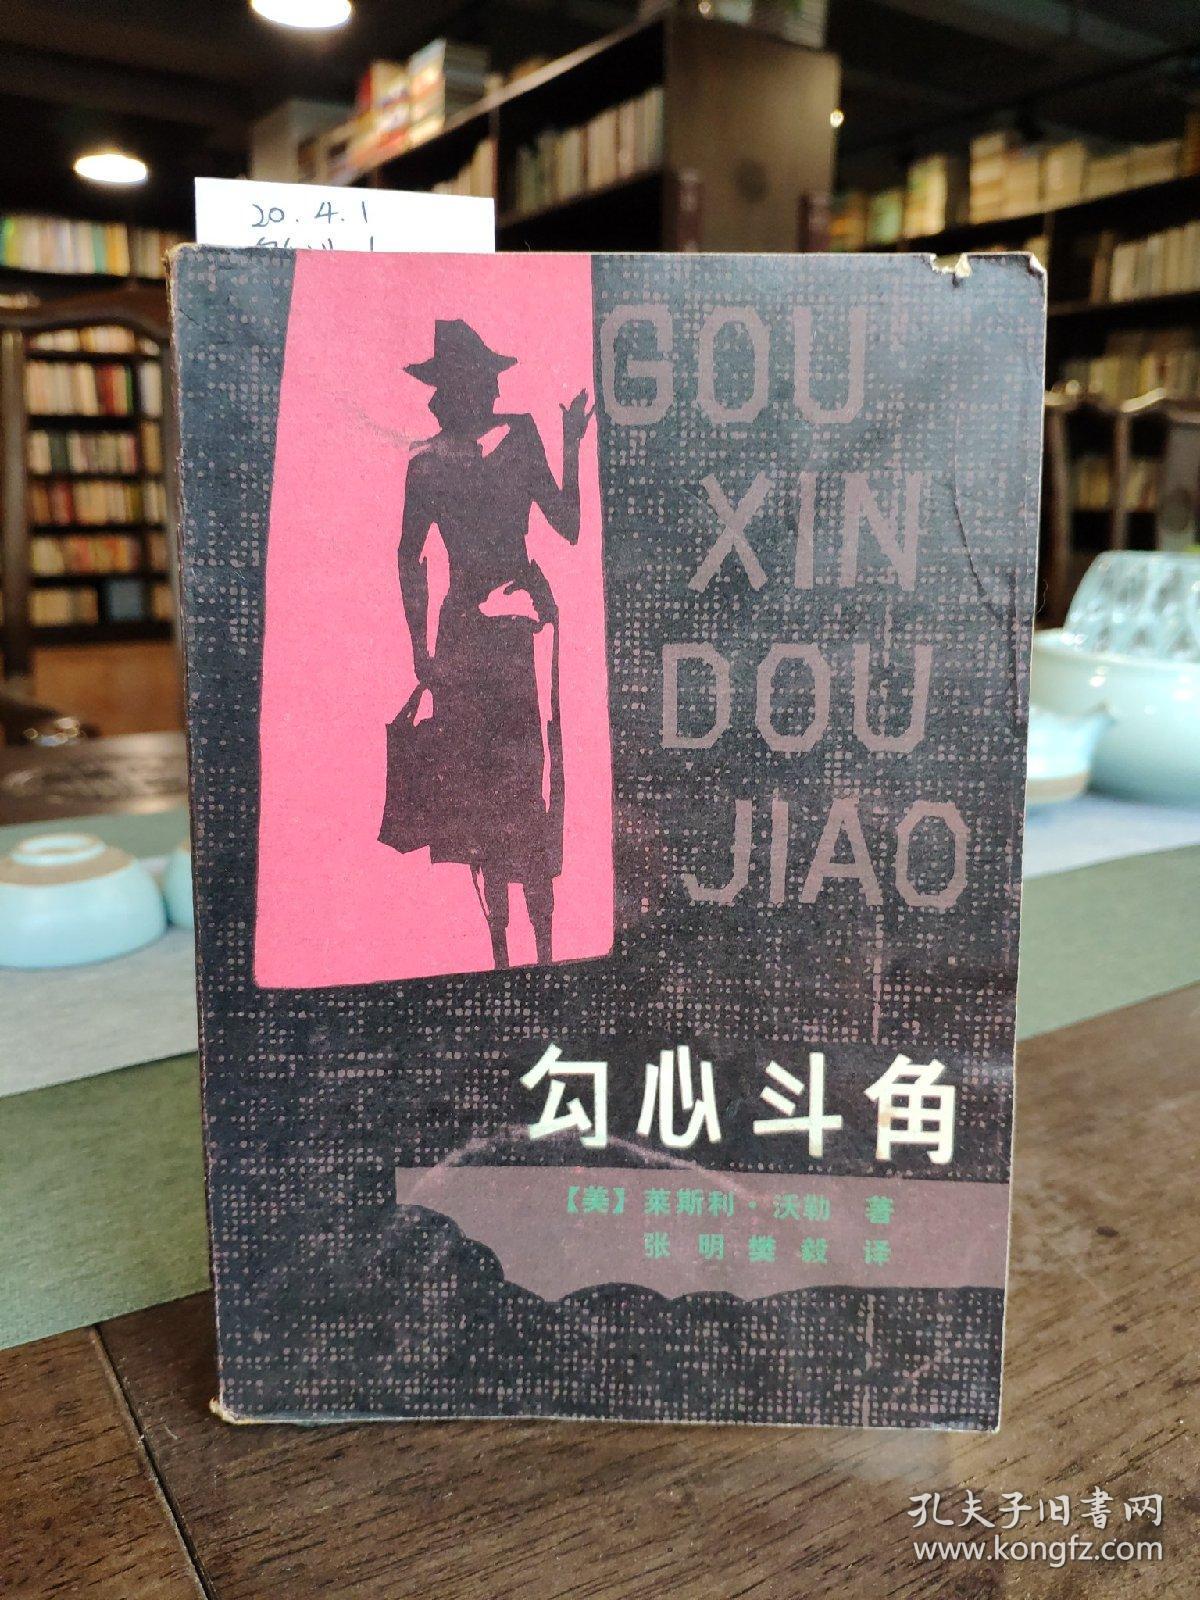 20.4.1
GOU
XIN
DOU
JIAO
勾心斗角
【美】莱斯利·沃勒 著
张明樊毅 译
孔夫子旧书网
www.kongfz.com